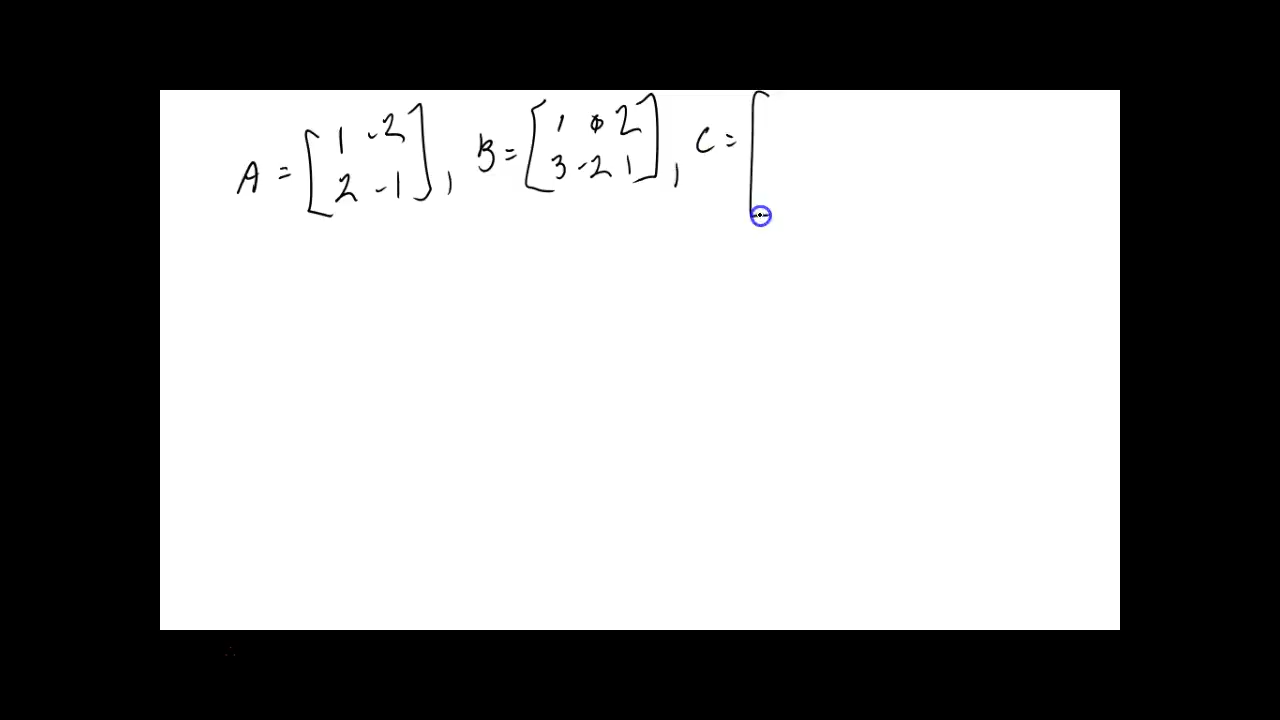 A = [1 -2; 2 -1], B = [1 0 2; 3 -2 1], C = [